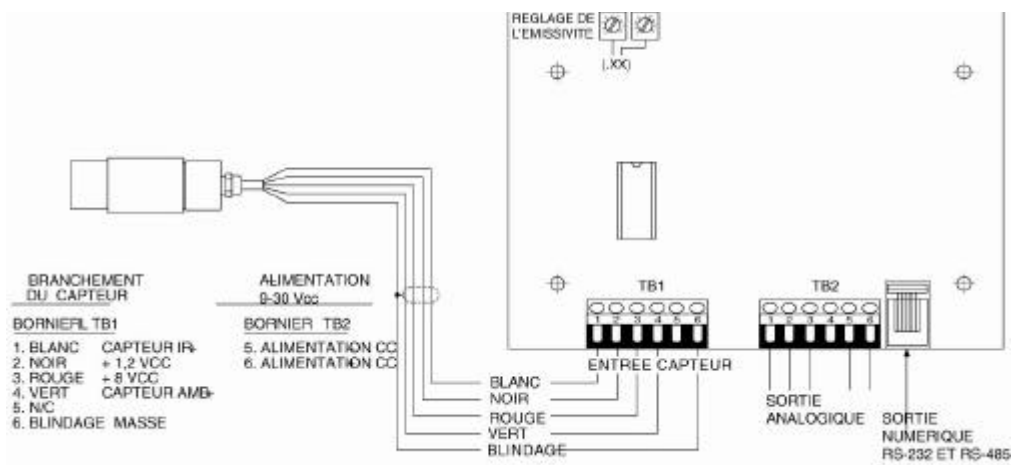 REGLAGE DE
L'EMISSIVITE
(.XX)
BRANCHEMENT
DU CAPTEUR
BORNIERL TB1
1. BLANC CAPTEUR IR+
2. NOIR + 1,2 VCC
3. ROUGE + 8 VCC
4. VERT CAPTEUR AMB+
5. N/C
6. BLINDAGE MASSE
ALIMENTATION
9-30 Vcc
BORNIER TB2
5. ALIMENTATION CC
6. ALIMENTATION CC
TB1
1 2 3 4 5 6
ENTREE CAPTEUR
BLANC
NOIR
ROUGE
VERT
BLINDAGE
TB2
1 2 3 4 5 6
SORTIE
ANALOGIQUE
SORTIE
NUMERIQUE
RS-232 ET RS-485